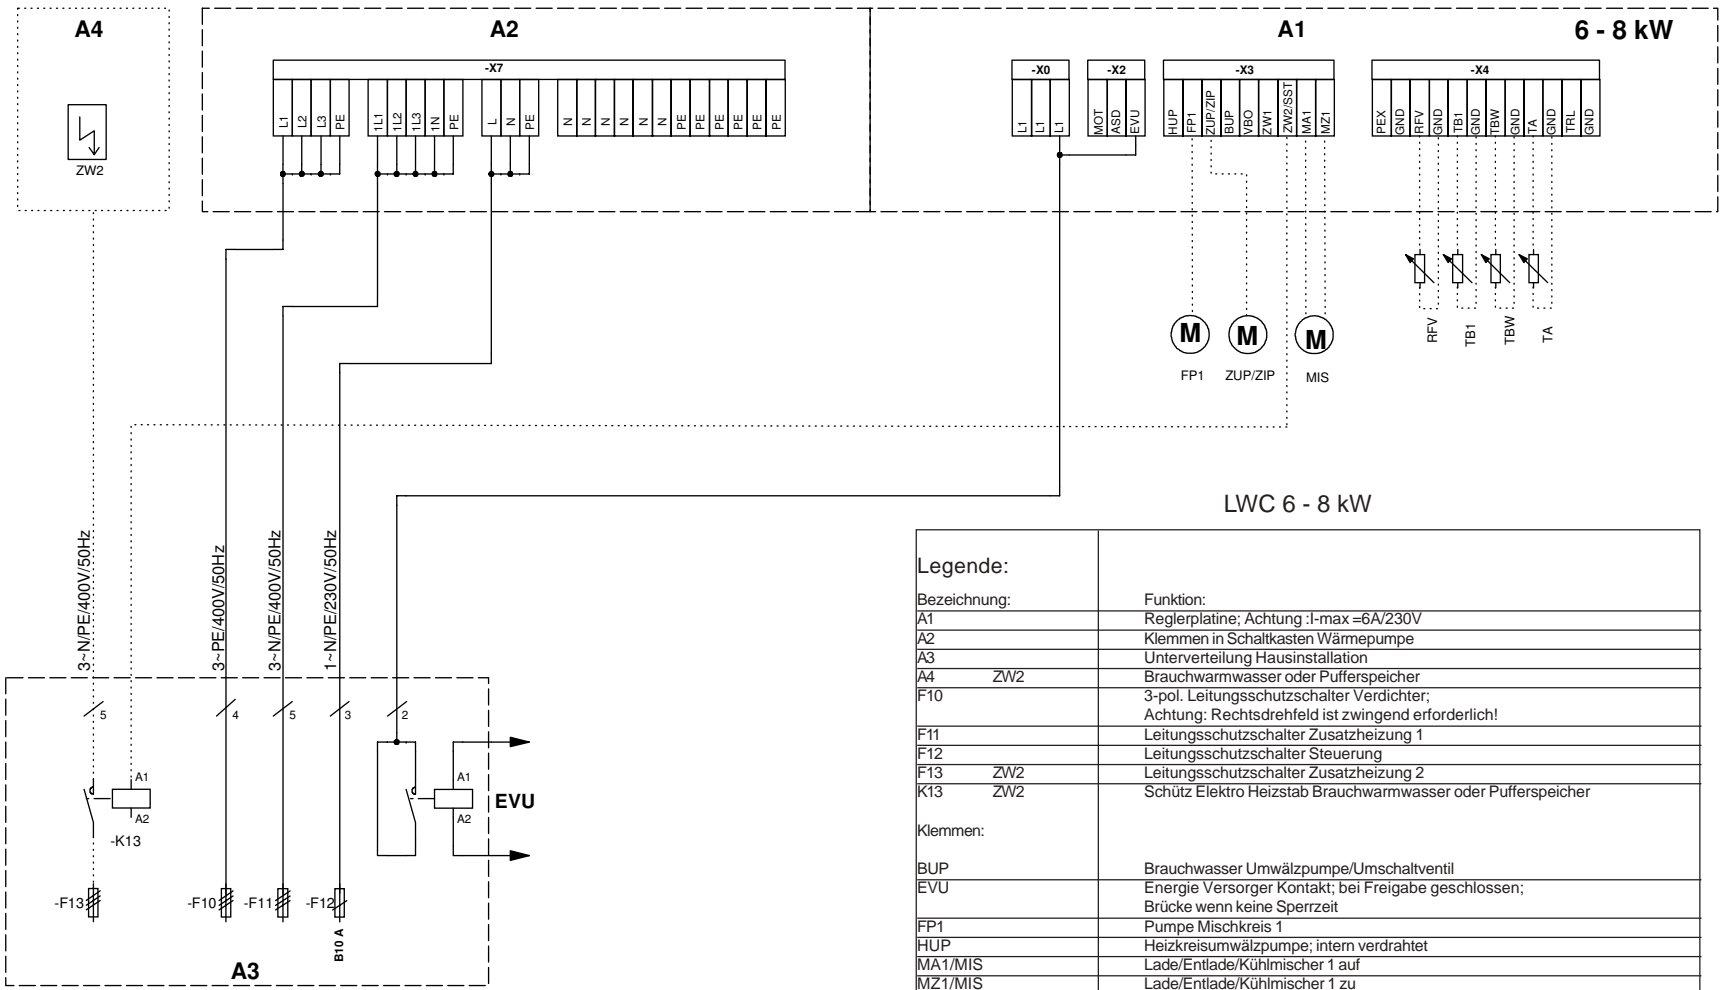 A4
A2
A1
6 - 8 kW
-X7
-X0
-X2
-X3
-X4
L1
L2
L3
PE
1L1
1L2
1L3
1N
PE
L
N
PE
N
N
N
N
N
N
PE
PE
PE
PE
PE
PE
L1
L1
L1
MOT
ASD
EVU
HUP
FP1
ZUP/ZIP
BUP
VBO
ZW1
ZW2/SST
MA1
MZ1
PEX
GND
RFV
GND
TB1
GND
TBW
GND
TA
GND
TRL
GND
ZW2
M
M
M
FP1
ZUP/ZIP
MIS
RFV
TB1
TBW
TA
3~N/PE/400V/50Hz
3~PE/400V/50Hz
3~N/PE/400V/50Hz
1~N/PE/230V/50Hz
5
4
5
3
2
A1
A2
-K13
A1
A2
EVU
-F13
-F10
-F11
-F12
B10 A
A3
LWC 6 - 8 kW
Legende:
Bezeichnung: Funktion:
A1 Reglerplatine; Achtung :I-max =6A/230V
A2 Klemmen in Schaltkasten Wärmepumpe
A3 Unterverteilung Hausinstallation
A4 ZW2 Brauchwarmwasser oder Pufferspeicher
F10 3-pol. Leitungsschutzschalter Verdichter;
Achtung: Rechtsdrehfeld ist zwingend erforderlich!
F11 Leitungsschutzschalter Zusatzheizung 1
F12 Leitungsschutzschalter Steuerung
F13 ZW2 Leitungsschutzschalter Zusatzheizung 2
K13 ZW2 Schütz Elektro Heizstab Brauchwarmwasser oder Pufferspeicher
Klemmen:
BUP Brauchwasser Umwälzpumpe/Umschaltventil
EVU Energie Versorger Kontakt; bei Freigabe geschlossen;
Brücke wenn keine Sperrzeit
FP1 Pumpe Mischkreis 1
HUP Heizkreisumwälzpumpe; intern verdrahtet
MA1/MIS Lade/Entlade/Kühlmischer 1 auf
MZ1/MIS Lade/Entlade/Kühlmischer 1 zu